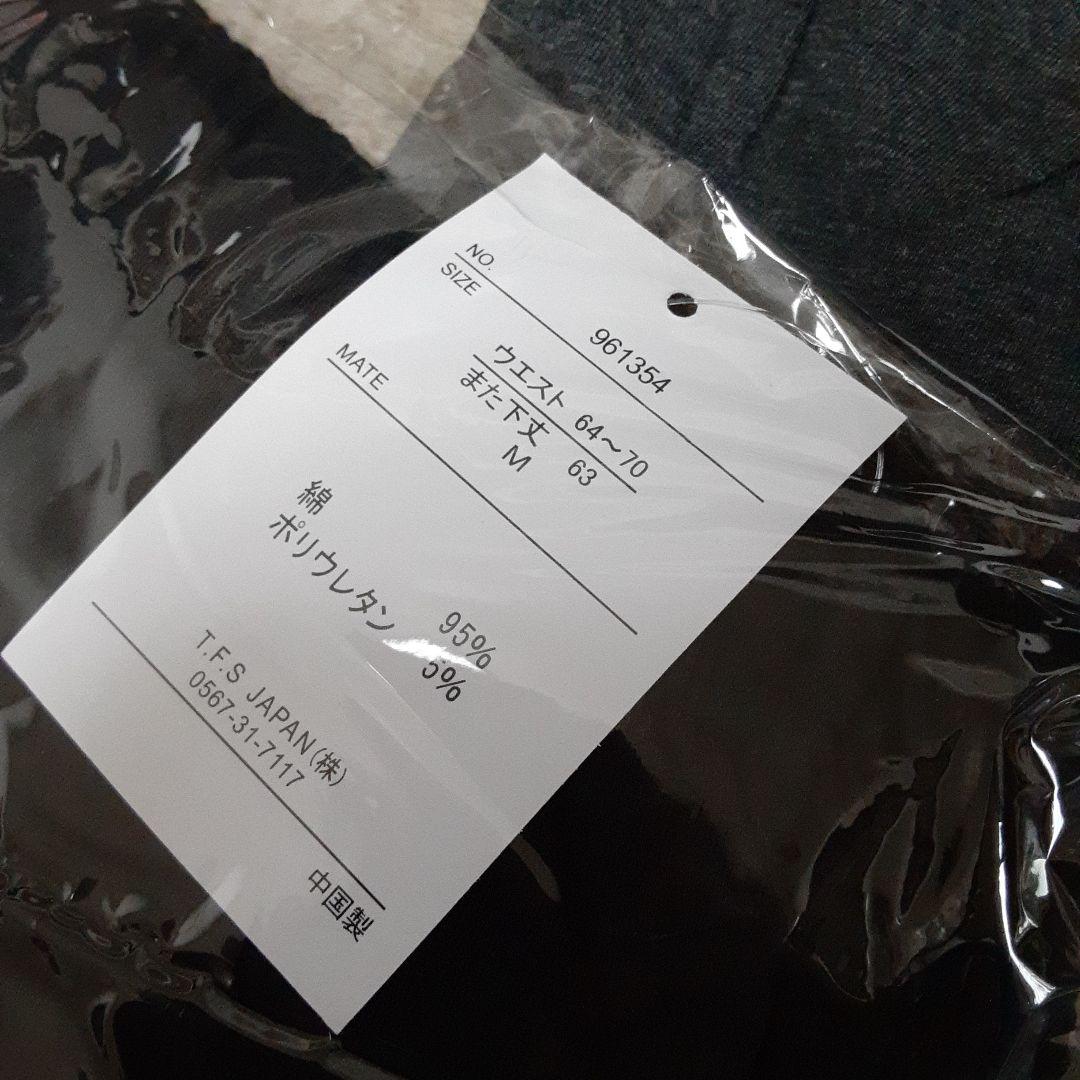 NO. 961354
SIZE
ウエスト 64～70
また下丈 63
M
MATE
綿 95%
ポリウレタン 5%
T.F.S JAPAN(株)
0567-31-7117
中国製